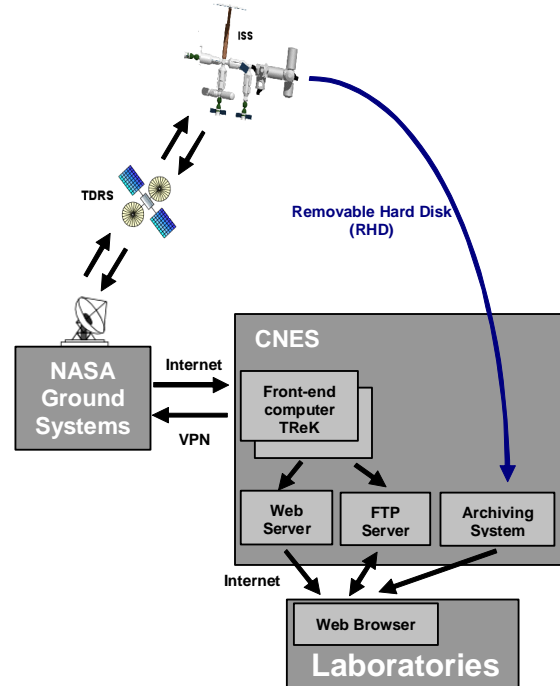 ISS
TDRS
Removable Hard Disk
(RHD)
NASA
Ground
Systems
Internet
VPN
CNES
Front-end
computer
TReK
Web
Server
FTP
Server
Archiving
System
Internet
Web Browser
Laboratories